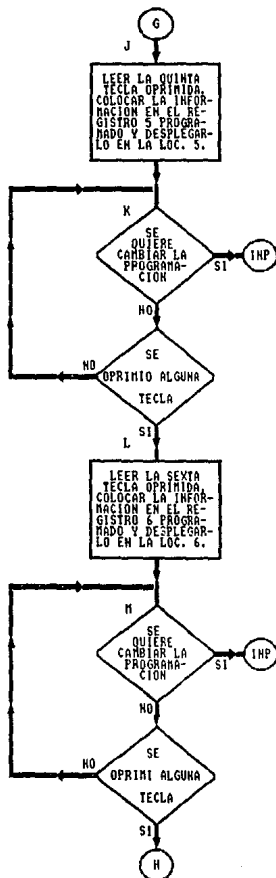 G
J
LEER LA QUINTA
TECLA OPRIMIDA,
COLOCAR LA INFOR-
MACION EN EL RE-
GISTRO 5 PROGRA-
MADO Y DESPLEGAR-
LO EN LA LOC. 5.
K
SE
QUIERE
CAMBIAR LA
PROGRAMA-
CION
SI
INP
NO
SE
OPRIMIO ALGUNA
TECLA
NO
SI
L
LEER LA SEXTA
TECLA OPRIMIDA,
COLOCAR LA INFOR-
MACION EN EL RE-
GISTRO 6 PROGRA-
MADO Y DESPLEGAR-
LO EN LA LOC. 6.
M
SE
QUIERE
CAMBIAR LA
PROGRAMA-
CION
SI
INP
NO
SE
OPRIMI ALGUNA
TECLA
NO
SI
H